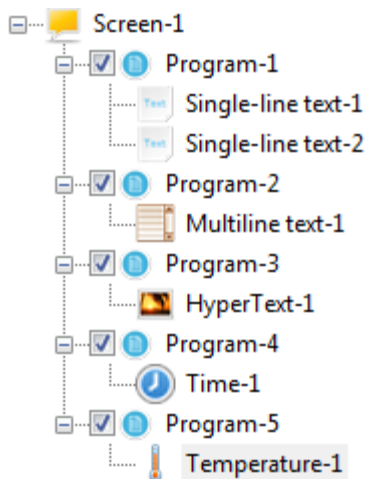 Screen-1
Program-1
Text Single-line text-1
Text Single-line text-2
Program-2
Multiline text-1
Program-3
HyperText-1
Program-4
Time-1
Program-5
Temperature-1